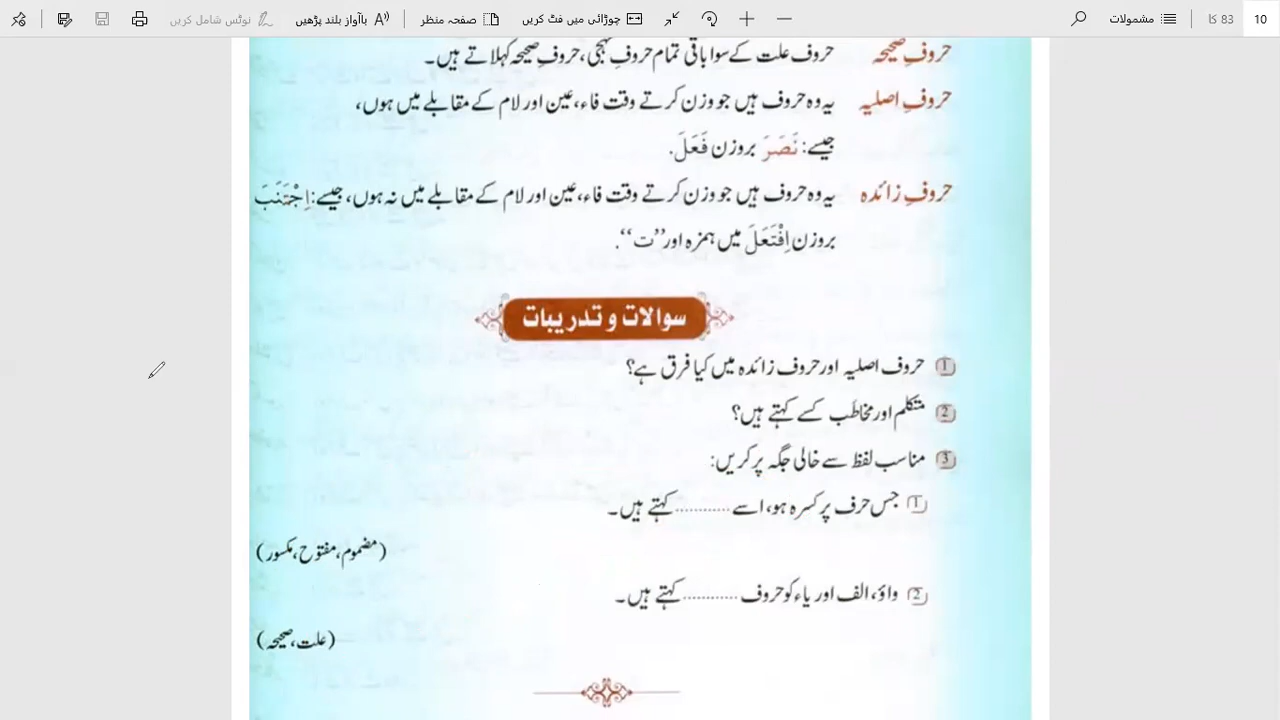 10 83 کا مشمولات چوڑائی میں فٹ کریں صفحہ منظر باآواز بلند پڑھیں نوٹس شامل کریں
حروفِ صحیحہ حروف علت کے سوا باقی تمام حروفِ تہجی، حروفِ صحیحہ کہلاتے ہیں۔
حروفِ اصلیہ یہ وہ حروف ہیں جو وزن کرتے وقت فاء، عین اور لام کے مقابلے میں ہوں،
جیسے: نَصَرَ بروزن فَعَلَ.
حروفِ زائدہ یہ وہ حروف ہیں جو وزن کرتے وقت فاء، عین اور لام کے مقابلے میں نہ ہوں، جیسے: اِجْتَنَبَ
بروزن اِفْتَعَلَ میں ہمزہ اور ’’ت‘‘.
سوالات و تدریبات
1 حروف اصلیہ اور حروف زائدہ میں کیا فرق ہے؟
2 متکلم اور مخاطَب کسے کہتے ہیں؟
3 مناسب لفظ سے خالی جگہ پر کریں:
1 جس حرف پر کسرہ ہو، اسے ........... کہتے ہیں۔
(مضموم، مفتوح، مکسور)
2 واؤ، الف اور یاء کو حروف ........... کہتے ہیں۔
(علت، صحیحہ)